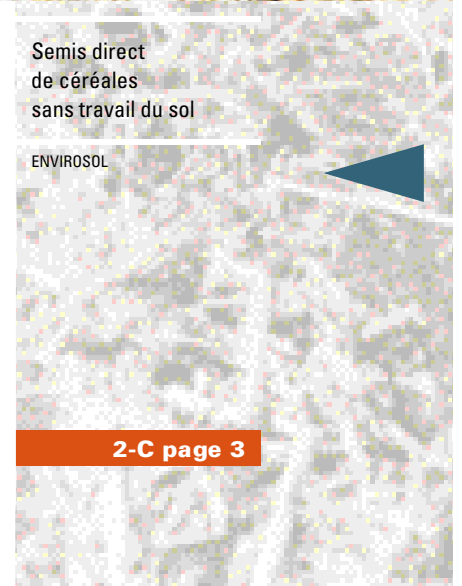 Semis direct
de céréales
sans travail du sol
ENVIROSOL
2-C page 3